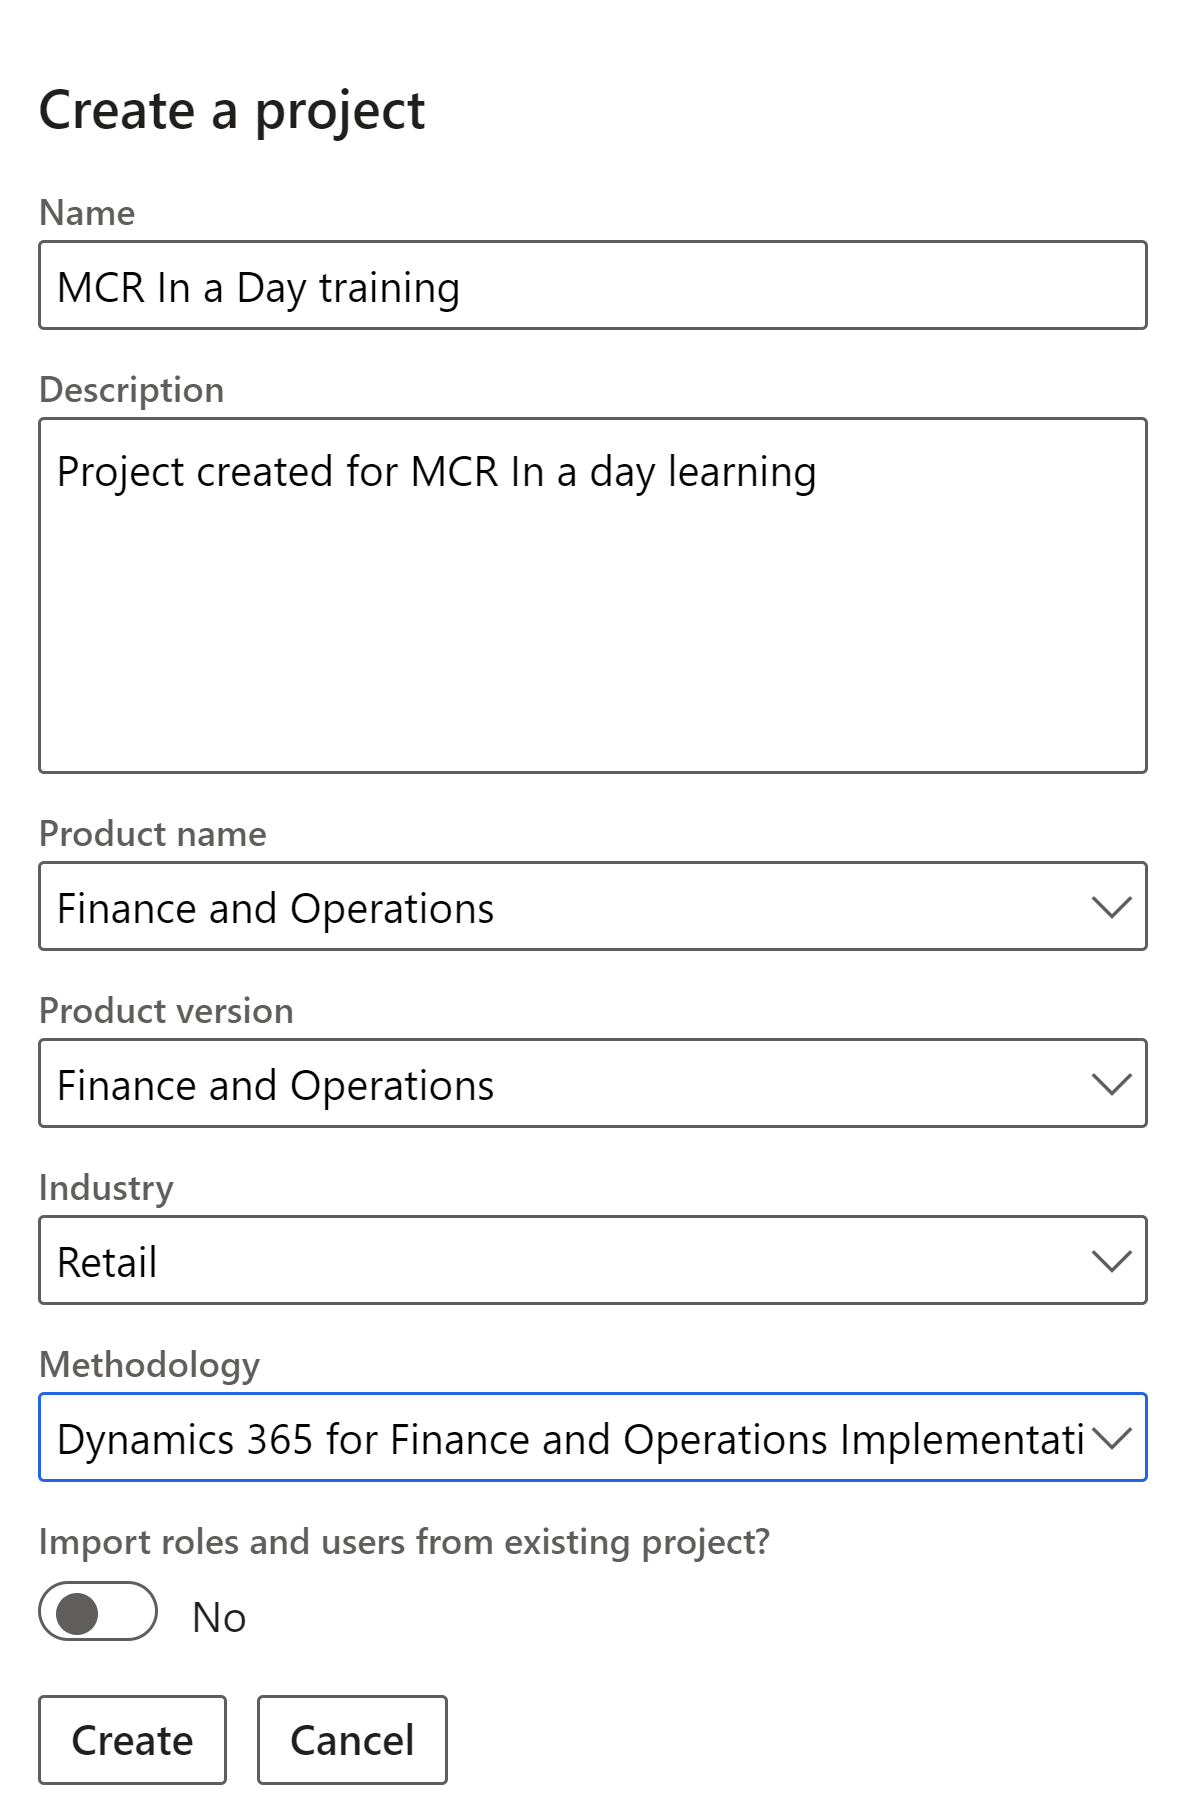 Create a project
Name
MCR In a Day training
Description
Project created for MCR In a day learning
Product name
Finance and Operations
Product version
Finance and Operations
Industry
Retail
Methodology
Dynamics 365 for Finance and Operations Implementati
Import roles and users from existing project?
No
Create Cancel